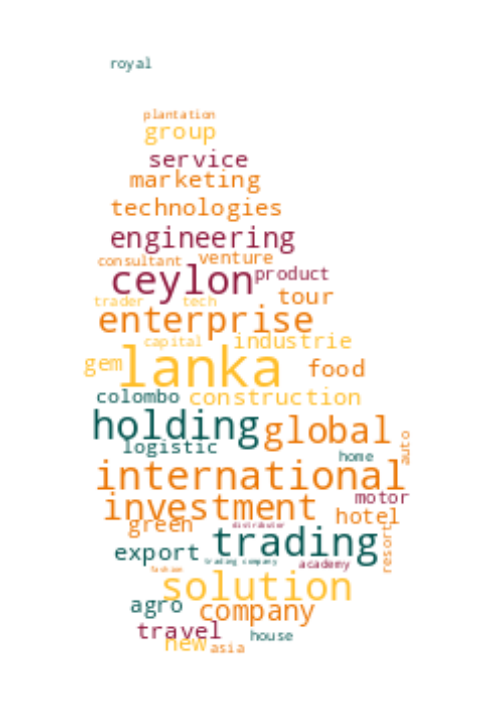 royal
plantation
group
service
marketing
technologies
engineering
consultant venture
ceylon product
trader tech tour
enterprise
capital industrie
gem lanka food
colombo construction
holding global
logistic
home auto
international
investment motor
green distributor hotel
export trading resort
trading company academy
fashion
solution
agro company
travel house
new asia